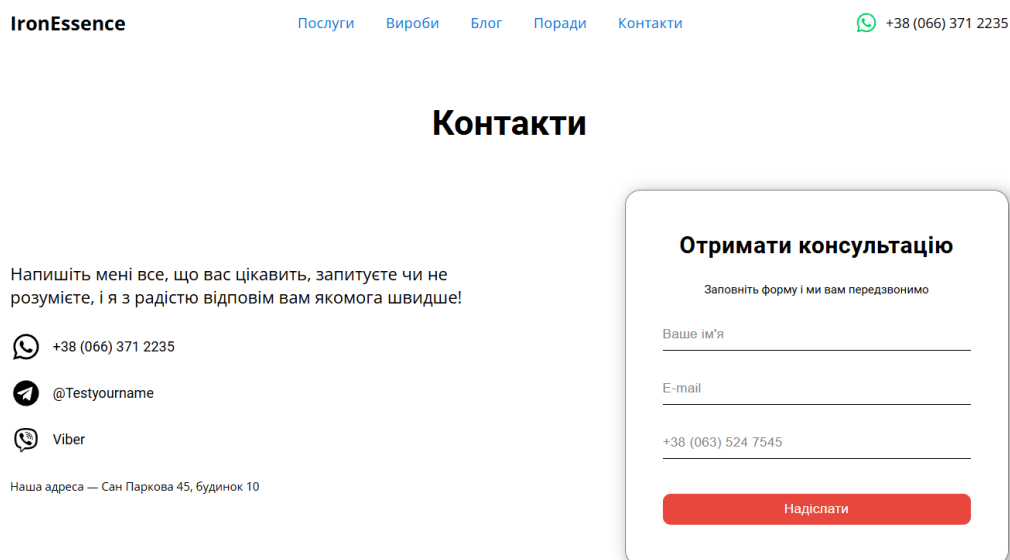 IronEssence
Послуги Вироби Блог Поради Контакти
+38 (066) 371 2235
Контакти
Напишіть мені все, що вас цікавить, запитуєте чи не
розумієте, і я з радістю відповім вам якомога швидше!
+38 (066) 371 2235
@Testyourname
Viber
Наша адреса — Сан Паркова 45, будинок 10
Отримати консультацію
Заповніть форму і ми вам передзвонимо
Ваше ім'я
E-mail
+38 (063) 524 7545
Надіслати